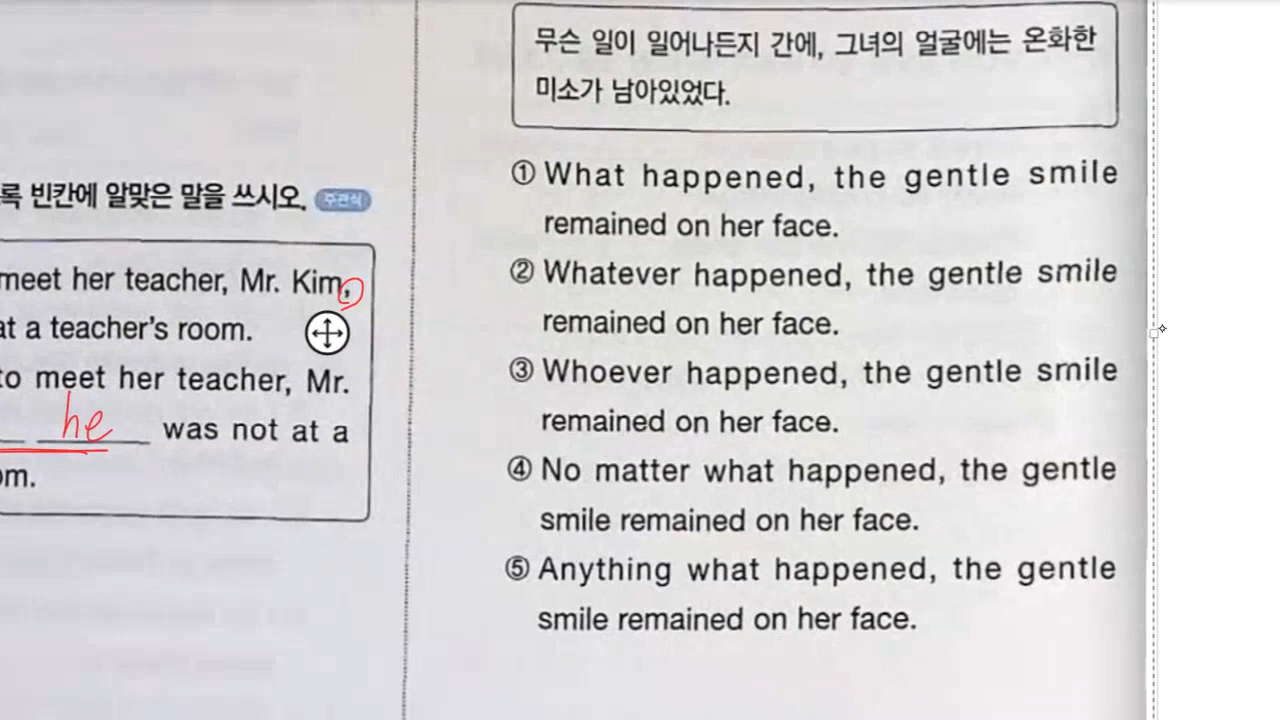 록 빈칸에 알맞은 말을 쓰시오. 주관식
meet her teacher, Mr. Kim,
at a teacher's room.
to meet her teacher, Mr.
he was not at a
om.
무슨 일이 일어나든지 간에, 그녀의 얼굴에는 온화한
미소가 남아있었다.
① What happened, the gentle smile
remained on her face.
② Whatever happened, the gentle smile
remained on her face.
③ Whoever happened, the gentle smile
remained on her face.
④ No matter what happened, the gentle
smile remained on her face.
⑤ Anything what happened, the gentle
smile remained on her face.